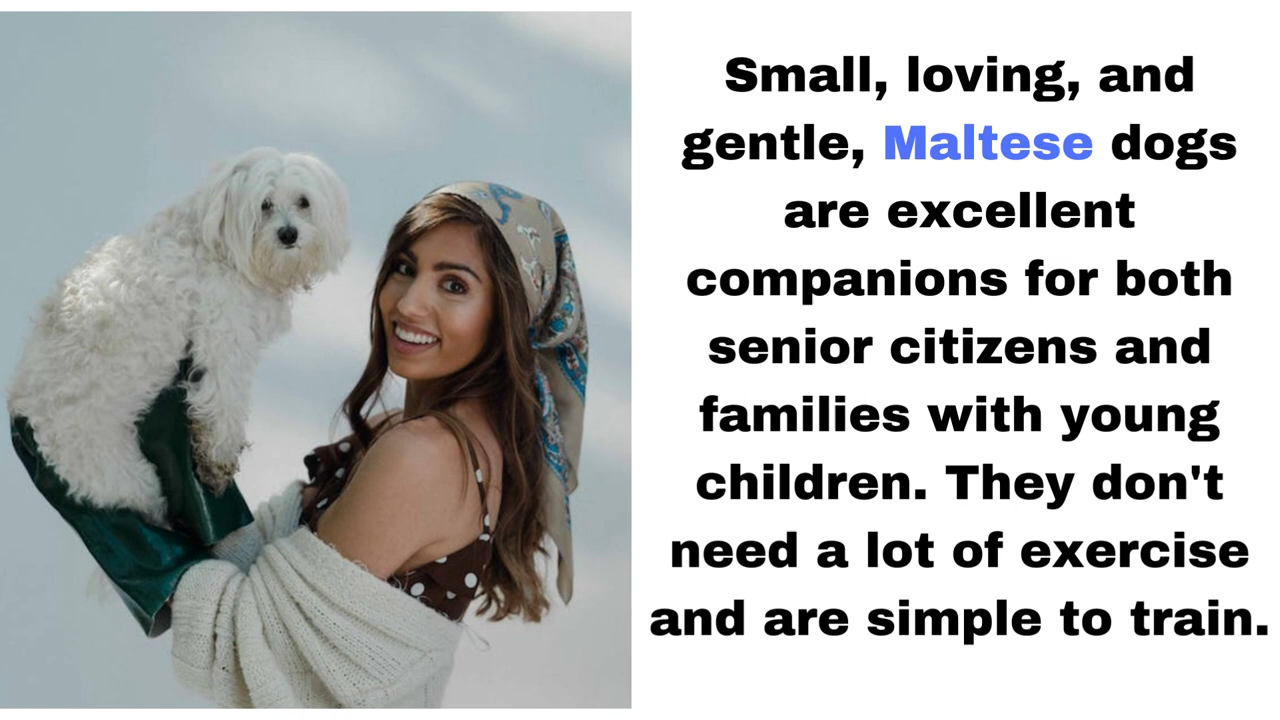 Small, loving, and
gentle, Maltese dogs
are excellent
companions for both
senior citizens and
families with young
children. They don't
need a lot of exercise
and are simple to train.